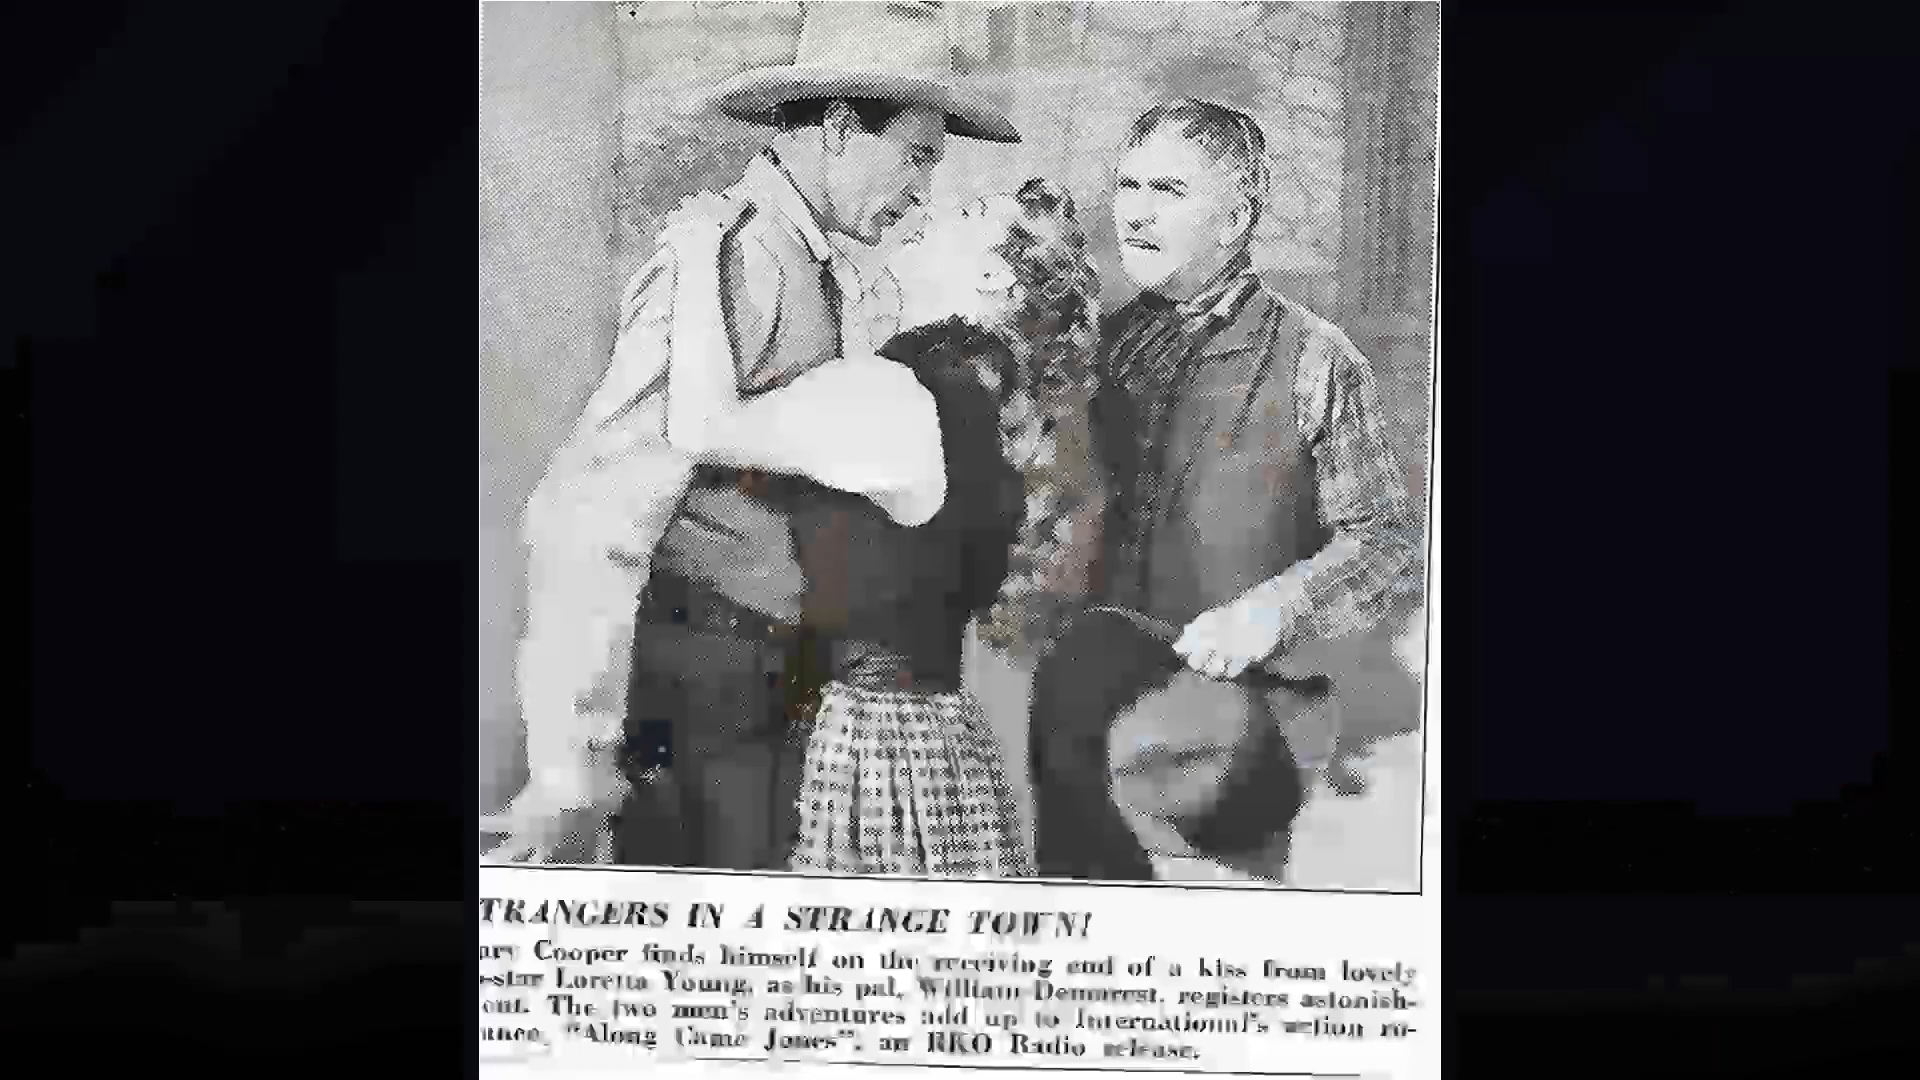 TRANGERS IN A STRANGE TOWN!
ary Cooper finds himself on the receiving end of a kiss from lovely
-star Loretta Young, as his pal, William Demarest, registers astonish-
ent. The two men's adventures add up to International's action ro-
ance, "Along Came Jones", an RKO Radio release.